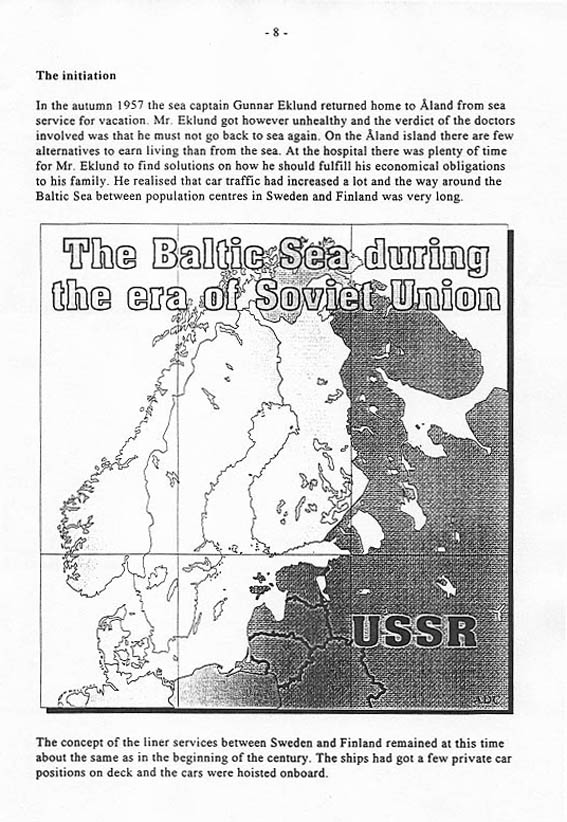 - 8 -
The initiation
In the autumn 1957 the sea captain Gunnar Eklund returned home to Åland from sea
service for vacation. Mr. Eklund got however unhealthy and the verdict of the doctors
involved was that he must not go back to sea again. On the Åland island there are few
alternatives to earn living than from the sea. At the hospital there was plenty of time
for Mr. Eklund to find solutions on how he should fulfill his economical obligations
to his family. He realised that car traffic had increased a lot and the way around the
Baltic Sea between population centres in Sweden and Finland was very long.
The Baltic Sea during
the era of Soviet Union
USSR
ADC
The concept of the liner services between Sweden and Finland remained at this time
about the same as in the beginning of the century. The ships had got a few private car
positions on deck and the cars were hoisted onboard.